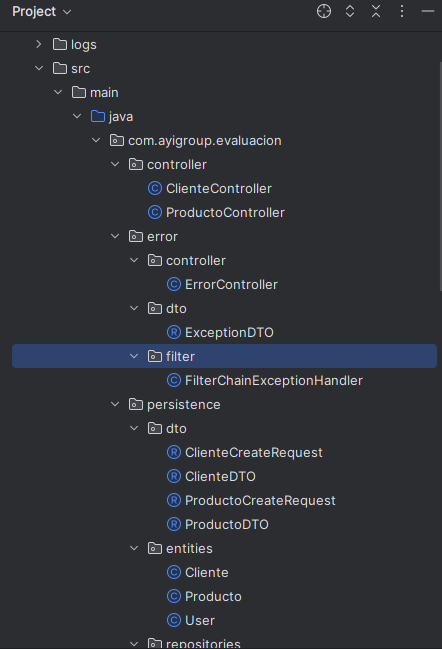 Project
logs
src
main
java
com.ayigroup.evaluacion
controller
C ClienteController
C ProductoController
error
controller
C ErrorController
dto
R ExceptionDTO
filter
C FilterChainExceptionHandler
persistence
dto
R ClienteCreateRequest
R ClienteDTO
R ProductoCreateRequest
R ProductoDTO
entities
C Cliente
C Producto
C User
repositories